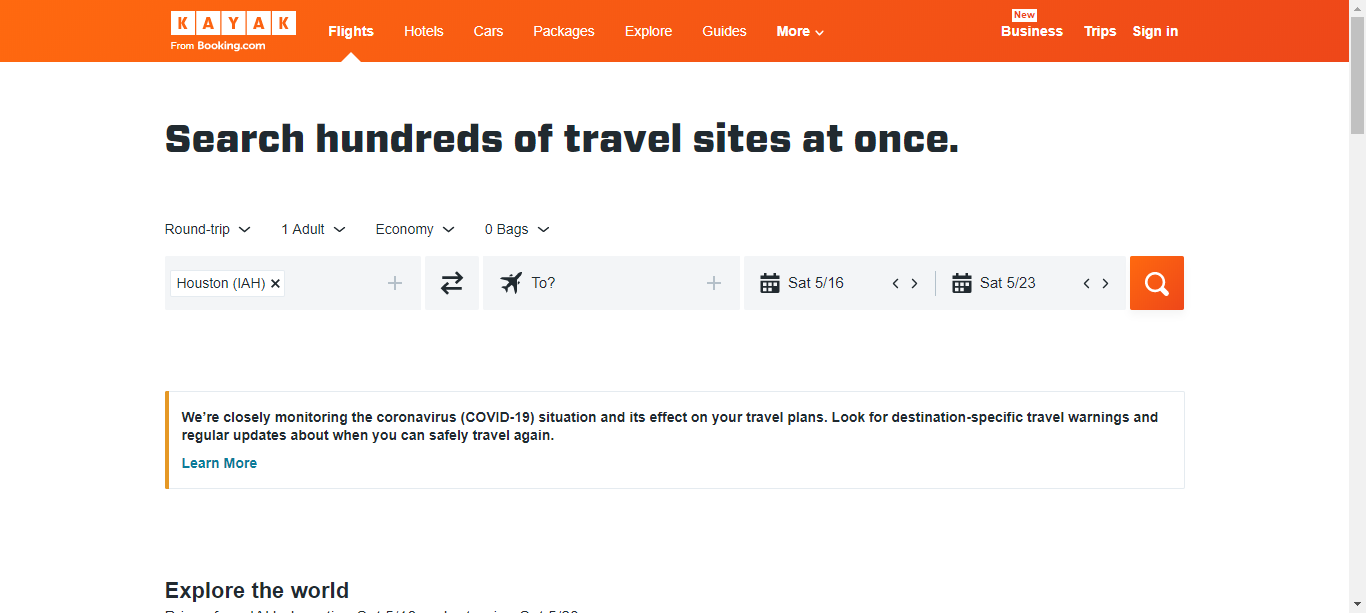 KAYAK
From Booking.com
Flights
Hotels
Cars
Packages
Explore
Guides
More
New
Business
Trips
Sign in
Search hundreds of travel sites at once.
Round-trip
1 Adult
Economy
0 Bags
Houston (IAH)
To?
Sat 5/16
Sat 5/23
We're closely monitoring the coronavirus (COVID-19) situation and its effect on your travel plans. Look for destination-specific travel warnings and
regular updates about when you can safely travel again.
Learn More
Explore the world